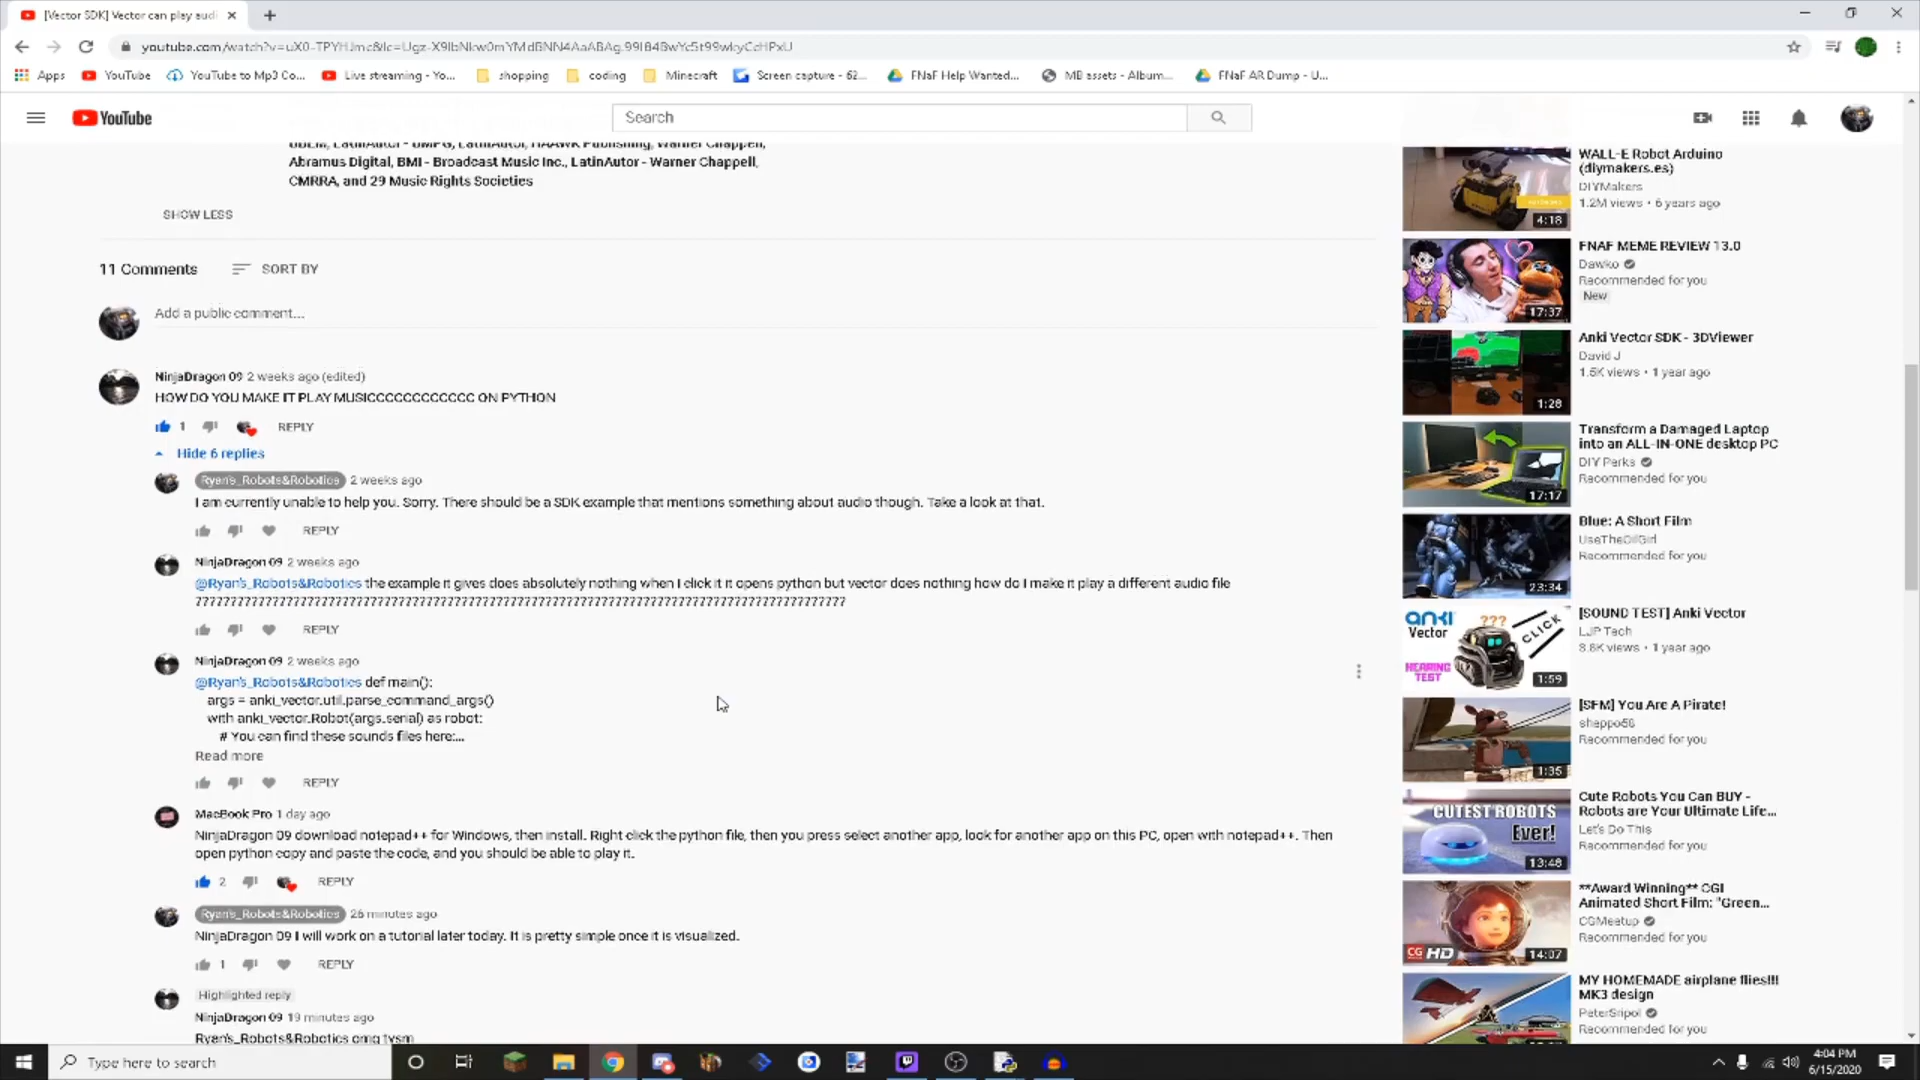 [Vector SDK] Vector can play audi
Apps
YouTube
YouTube to Mp3 Co...
Live streaming - Yo...
shopping
coding
Minecraft
Screen capture - 62...
FNaF Help Wanted...
MB assets - Album...
FNaF AR Dump - U...
YouTube
Search
Abramus Digital, BMI - Broadcast Music Inc., LatinAutor - Warner Chappell,
CMRRA, and 29 Music Rights Societies
SHOW LESS
11 Comments
SORT BY
Add a public comment...
NinjaDragon 09 2 weeks ago (edited)
HOW DO YOU MAKE IT PLAY MUSICCCCCCCCCCCC ON PYTHON
1
REPLY
Hide 6 replies
Ryan's_Robots&Robotics 2 weeks ago
I am currently unable to help you. Sorry. There should be a SDK example that mentions something about audio though. Take a look at that.
REPLY
NinjaDragon 09 2 weeks ago
@Ryan's_Robots&Robotics the example it gives does absolutely nothing when I click it it opens python but vector does nothing how do I make it play a different audio file
REPLY
NinjaDragon 09 2 weeks ago
@Ryan's_Robots&Robotics def main():
args = anki_vector.util.parse_command_args()
with anki_vector.Robot(args.serial) as robot:
# You can find these sounds files here:...
Read more
REPLY
MacBook Pro 1 day ago
NinjaDragon 09 download notepad++ for Windows, then install. Right click the python file, then you press select another app, look for another app on this PC, open with notepad++. Then
open python copy and paste the code, and you should be able to play it.
2
REPLY
Ryan's_Robots&Robotics 26 minutes ago
NinjaDragon 09 I will work on a tutorial later today. It is pretty simple once it is visualized.
1
REPLY
Highlighted reply
NinjaDragon 09 19 minutes ago
Ryan's_Robots&Robotics omg tysm
WALL-E Robot Arduino
(diymakers.es)
DIYMakers
1.2M views • 6 years ago
4:18
FNAF MEME REVIEW 13.0
Dawko
Recommended for you
New
17:37
Anki Vector SDK - 3DViewer
David J
1.5K views • 1 year ago
1:28
Transform a Damaged Laptop
into an ALL-IN-ONE desktop PC
DIY Perks
Recommended for you
17:17
Blue: A Short Film
UseTheOilGirl
Recommended for you
23:34
[SOUND TEST] Anki Vector
LJP Tech
8.8K views • 1 year ago
anki
Vector
???
CLICK
HEARING
TEST
1:59
[SFM] You Are A Pirate!
sheppo58
Recommended for you
1:35
Cute Robots You Can BUY -
Robots are Your Ultimate Life...
Let's Do This
Recommended for you
CUTEST ROBOTS
Ever!
13:48
**Award Winning** CGI
Animated Short Film: "Green...
CGMeetup
Recommended for you
CG HD
14:07
MY HOMEMADE airplane flies!!!
MK3 design
PeterSripol
Recommended for you
Type here to search
4:04 PM
6/15/2020